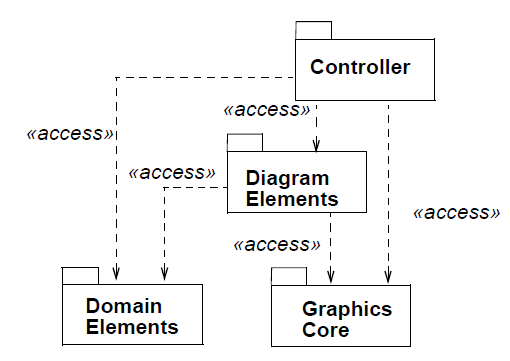 Controller
«access»
«access»
«access»
Diagram
Elements
«access»
«access»
Domain
Elements
Graphics
Core